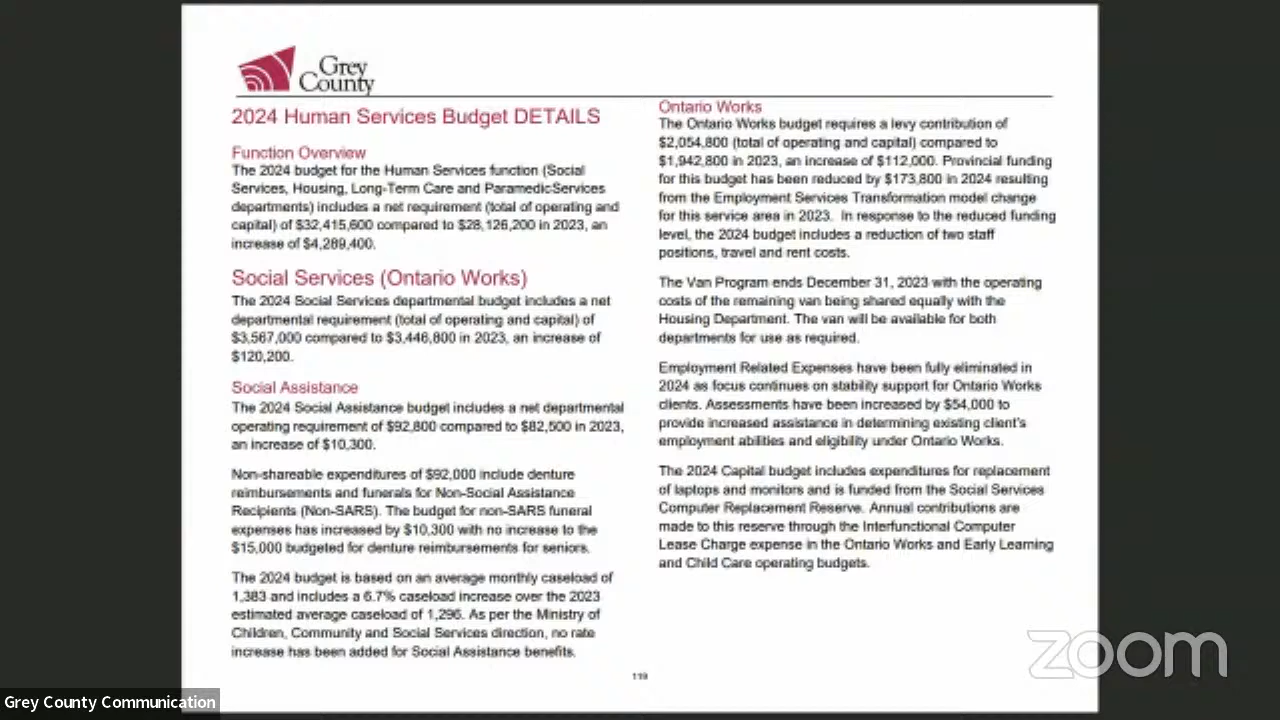 Grey
County
2024 Human Services Budget DETAILS
Function Overview
The 2024 budget for the Human Services function (Social
Services, Housing, Long-Term Care and ParamedicServices
departments) includes a net requirement (total of operating and
capital) of $32,415,600 compared to $28,126,200 in 2023, an
increase of $4,289,400.
Social Services (Ontario Works)
The 2024 Social Services departmental budget includes a net
departmental requirement (total of operating and capital) of
$3,567,000 compared to $3,446,800 in 2023, an increase of
$120,200.
Social Assistance
The 2024 Social Assistance budget includes a net departmental
operating requirement of $92,800 compared to $82,500 in 2023,
an increase of $10,300.
Non-shareable expenditures of $92,000 include denture
reimbursements and funerals for Non-Social Assistance
Recipients (Non-SARS). The budget for non-SARS funeral
expenses has increased by $10,300 with no increase to the
$15,000 budgeted for denture reimbursements for seniors.
The 2024 budget is based on an average monthly caseload of
1,383 and includes a 6.7% caseload increase over the 2023
estimated average caseload of 1,296. As per the Ministry of
Children, Community and Social Services direction, no rate
increase has been added for Social Assistance benefits.
Ontario Works
The Ontario Works budget requires a levy contribution of
$2,054,800 (total of operating and capital) compared to
$1,942,800 in 2023, an increase of $112,000. Provincial funding
for this budget has been reduced by $173,800 in 2024 resulting
from the Employment Services Transformation model change
for this service area in 2023. In response to the reduced funding
level, the 2024 budget includes a reduction of two staff
positions, travel and rent costs.
The Van Program ends December 31, 2023 with the operating
costs of the remaining van being shared equally with the
Housing Department. The van will be available for both
departments for use as required.
Employment Related Expenses have been fully eliminated in
2024 as focus continues on stability support for Ontario Works
clients. Assessments have been increased by $54,000 to
provide increased assistance in determining existing client's
employment abilities and eligibility under Ontario Works.
The 2024 Capital budget includes expenditures for replacement
of laptops and monitors and is funded from the Social Services
Computer Replacement Reserve. Annual contributions are
made to this reserve through the Interfunctional Computer
Lease Charge expense in the Ontario Works and Early Learning
and Child Care operating budgets.
119
zoom
Grey County Communication